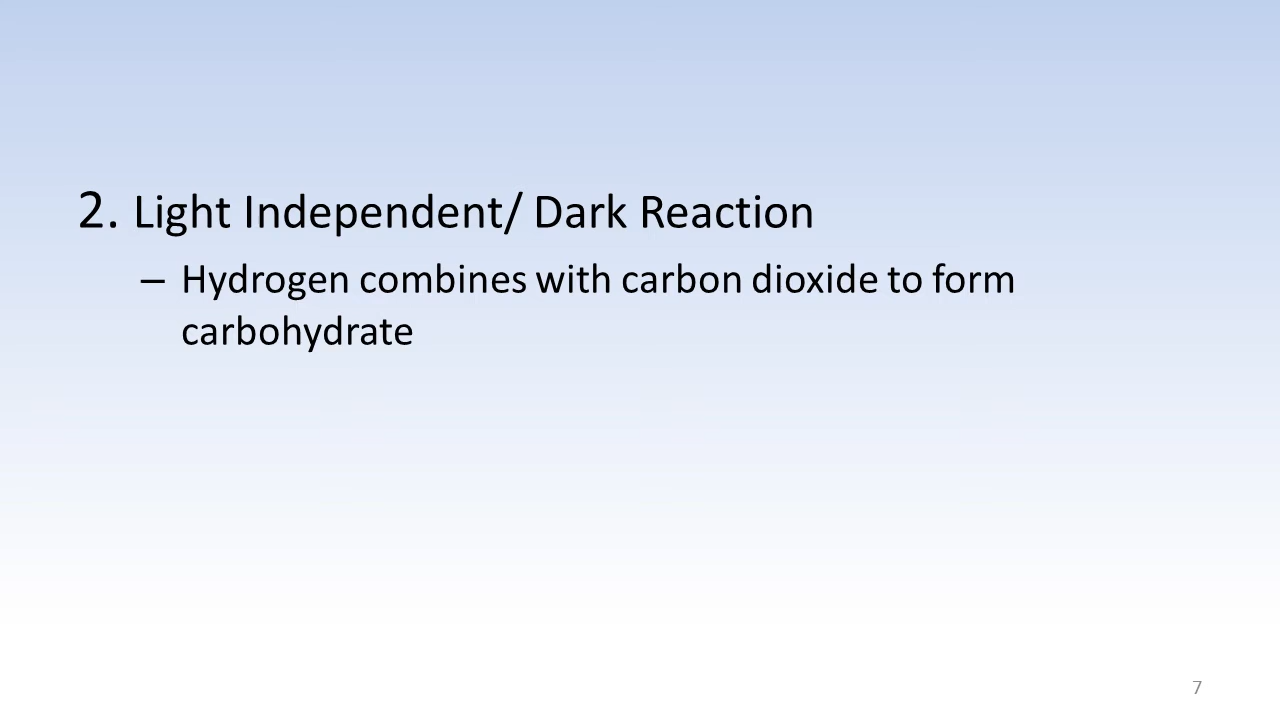 2. Light Independent/ Dark Reaction
– Hydrogen combines with carbon dioxide to form
carbohydrate
7